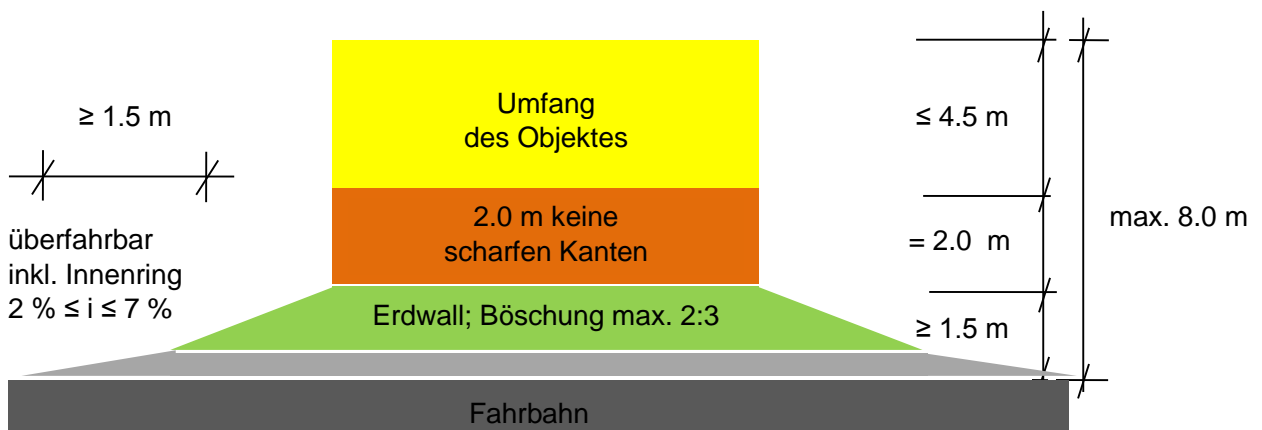 Umfang
des Objektes
≥ 1.5 m
≤ 4.5 m
2.0 m keine
scharfen Kanten
= 2.0 m
max. 8.0 m
überfahrbar
inkl. Innenring
2 % ≤ i ≤ 7 %
Erdwall; Böschung max. 2:3
≥ 1.5 m
Fahrbahn